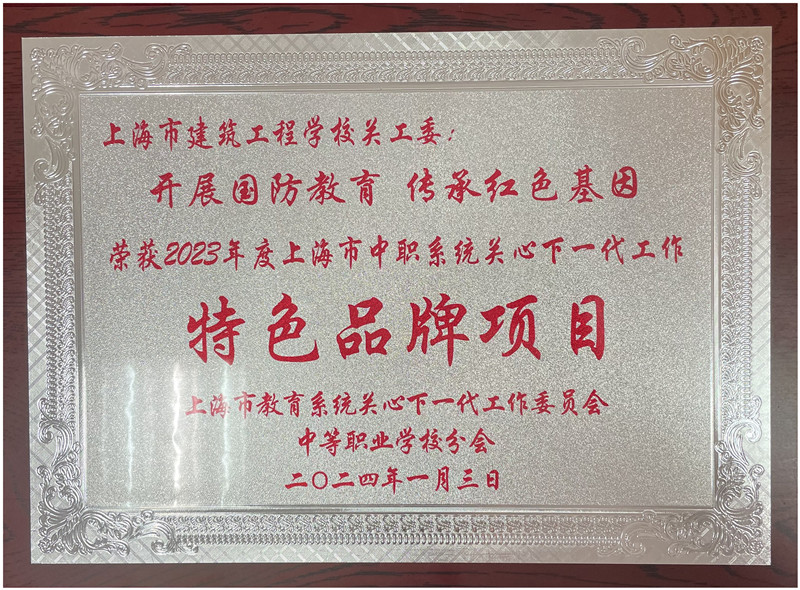 上海市建筑工程学校关工委：
开展国防教育 传承红色基因
荣获2023年度上海市中职系统关心下一代工作
特色品牌项目
上海市教育系统关心下一代工作委员会
中等职业学校分会
二〇二四年一月三日